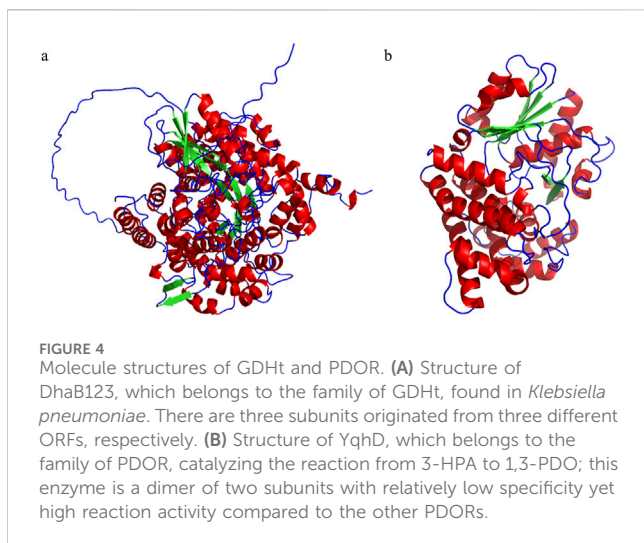 a
b
FIGURE 4
Molecule structures of GDHt and PDOR. (A) Structure of
DhaB123, which belongs to the family of GDHt, found in Klebsiella
pneumoniae. There are three subunits originated from three different
ORFs, respectively. (B) Structure of YqhD, which belongs to the
family of PDOR, catalyzing the reaction from 3-HPA to 1,3-PDO; this
enzyme is a dimer of two subunits with relatively low specificity yet
high reaction activity compared to the other PDORs.